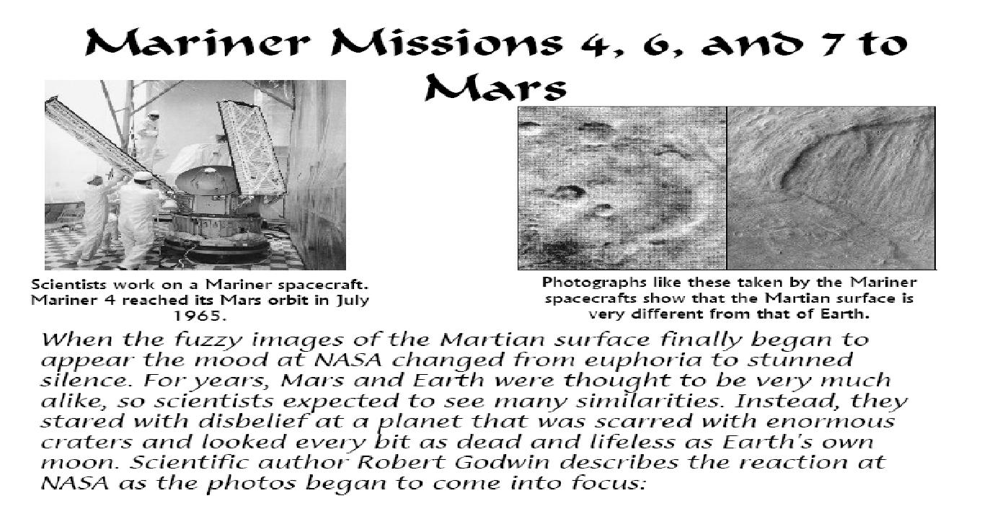 Mariner Missions 4, 6, and 7 to
Mars
Scientists work on a Mariner spacecraft.
Mariner 4 reached its Mars orbit in July
1965.
Photographs like these taken by the Mariner
spacecrafts show that the Martian surface is
very different from that of Earth.
When the fuzzy images of the Martian surface finally began to
appear the mood at NASA changed from euphoria to stunned
silence. For years, Mars and Earth were thought to be very much
alike, so scientists expected to see many similarities. Instead, they
stared with disbelief at a planet that was scarred with enormous
craters and looked every bit as dead and lifeless as Earth's own
moon. Scientific author Robert Godwin describes the reaction at
NASA as the photos began to come into focus: